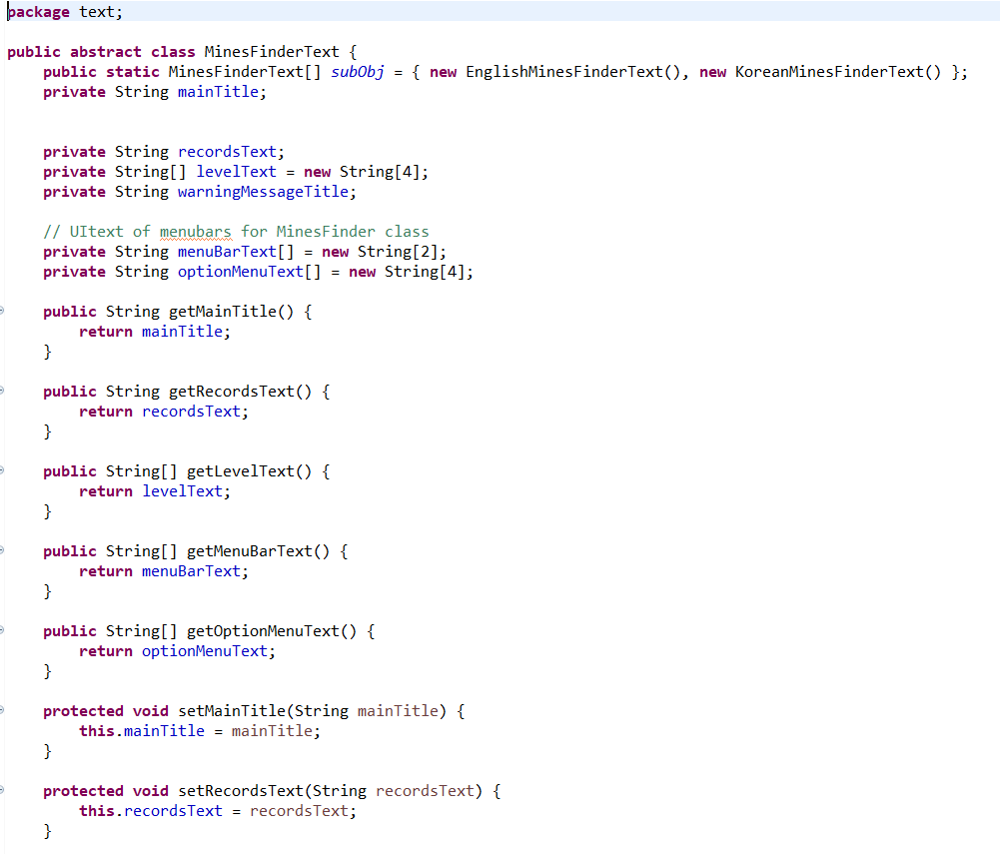 package text;
public abstract class MinesFinderText {
public static MinesFinderText[] subObj = { new EnglishMinesFinderText(), new KoreanMinesFinderText() };
private String mainTitle;
private String recordsText;
private String[] levelText = new String[4];
private String warningMessageTitle;
// UItext of menubars for MinesFinder class
private String menuBarText[] = new String[2];
private String optionMenuText[] = new String[4];
public String getMainTitle() {
return mainTitle;
}
public String getRecordsText() {
return recordsText;
}
public String[] getLevelText() {
return levelText;
}
public String[] getMenuBarText() {
return menuBarText;
}
public String[] getOptionMenuText() {
return optionMenuText;
}
protected void setMainTitle(String mainTitle) {
this.mainTitle = mainTitle;
}
protected void setRecordsText(String recordsText) {
this.recordsText = recordsText;
}